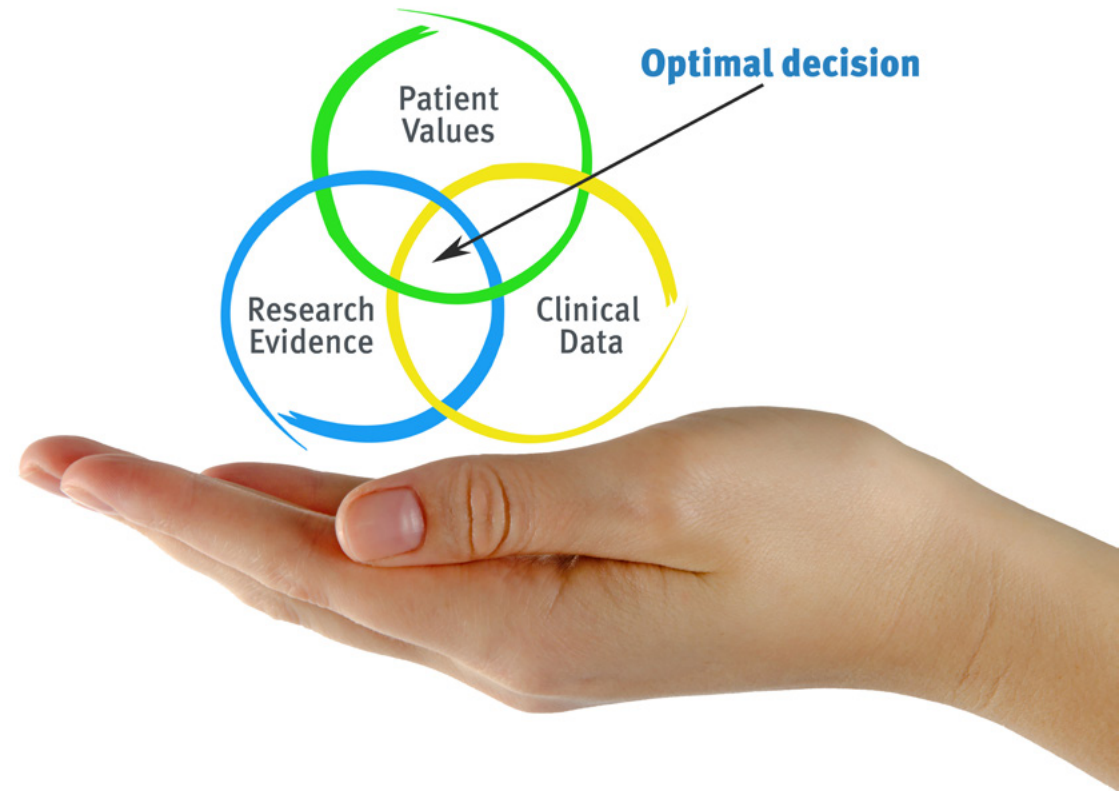 Optimal decision
Patient
Values
Research
Evidence
Clinical
Data